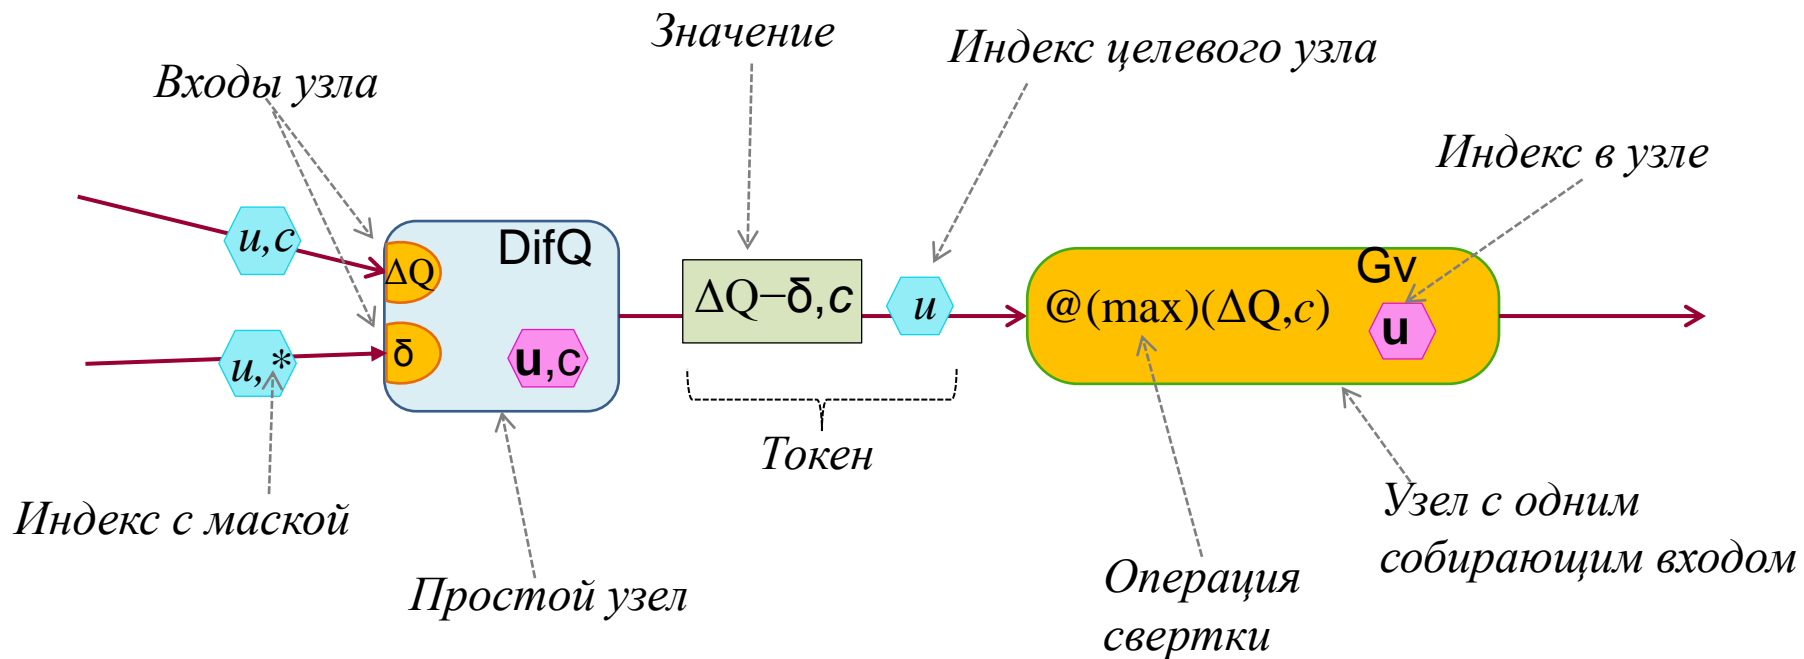 Значение
Индекс целевого узла
Входы узла
Индекс в узле
u,c
ΔQ
DifQ
ΔQ−δ,c
u
Gv
@(max)(ΔQ,c)
u
u,*
δ
u,c
Токен
Индекс с маской
Простой узел
Узел с одним
собирающим входом
Операция
свертки